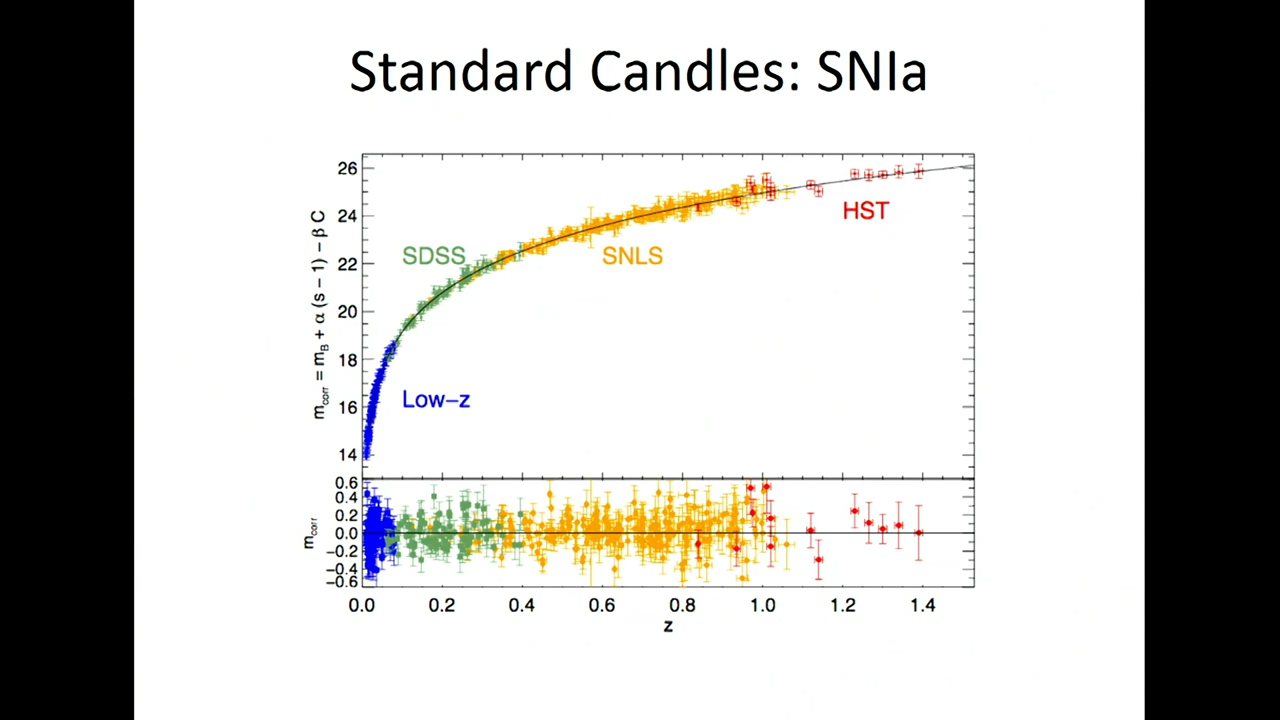 Standard Candles: SNIa
m_corr = m_B + α (s − 1) − β C
26
24
22
20
18
16
14
SDSS
SNLS
HST
Low−z
m_corr
0.6
0.4
0.2
0.0
−0.2
−0.4
−0.6
0.0 0.2 0.4 0.6 0.8 1.0 1.2 1.4
z